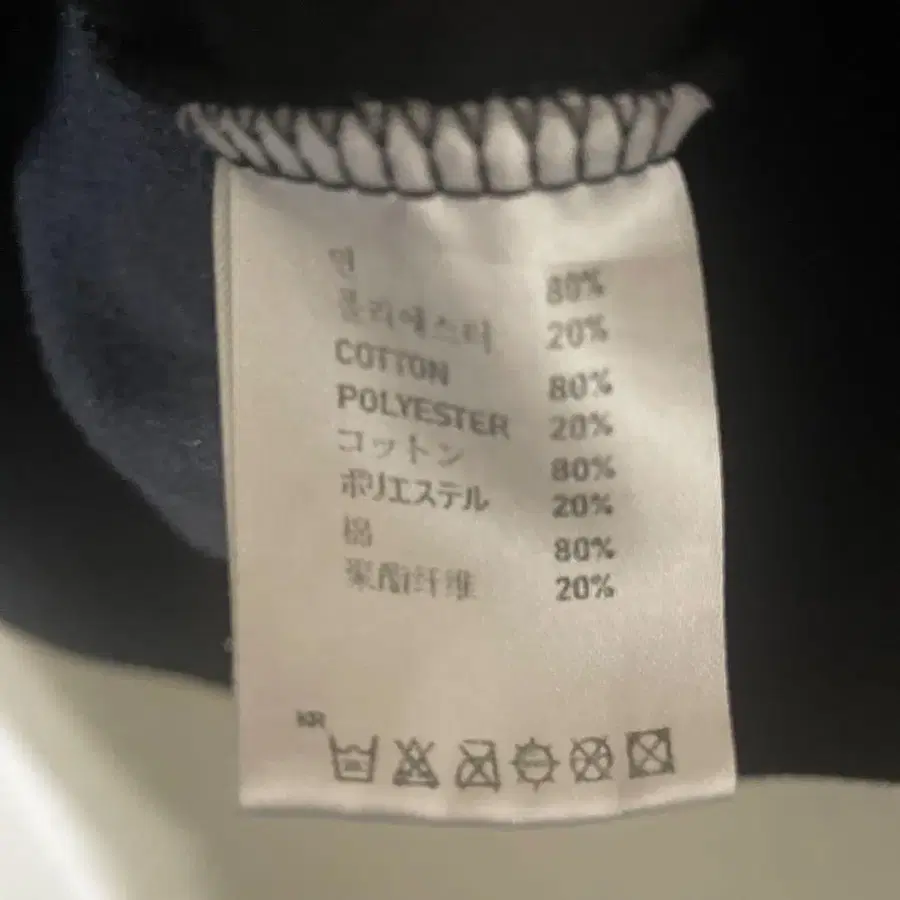 면 80%
폴리에스터 20%
COTTON 80%
POLYESTER 20%
コットン 80%
ポリエステル 20%
棉 80%
聚酯纤维 20%
KR